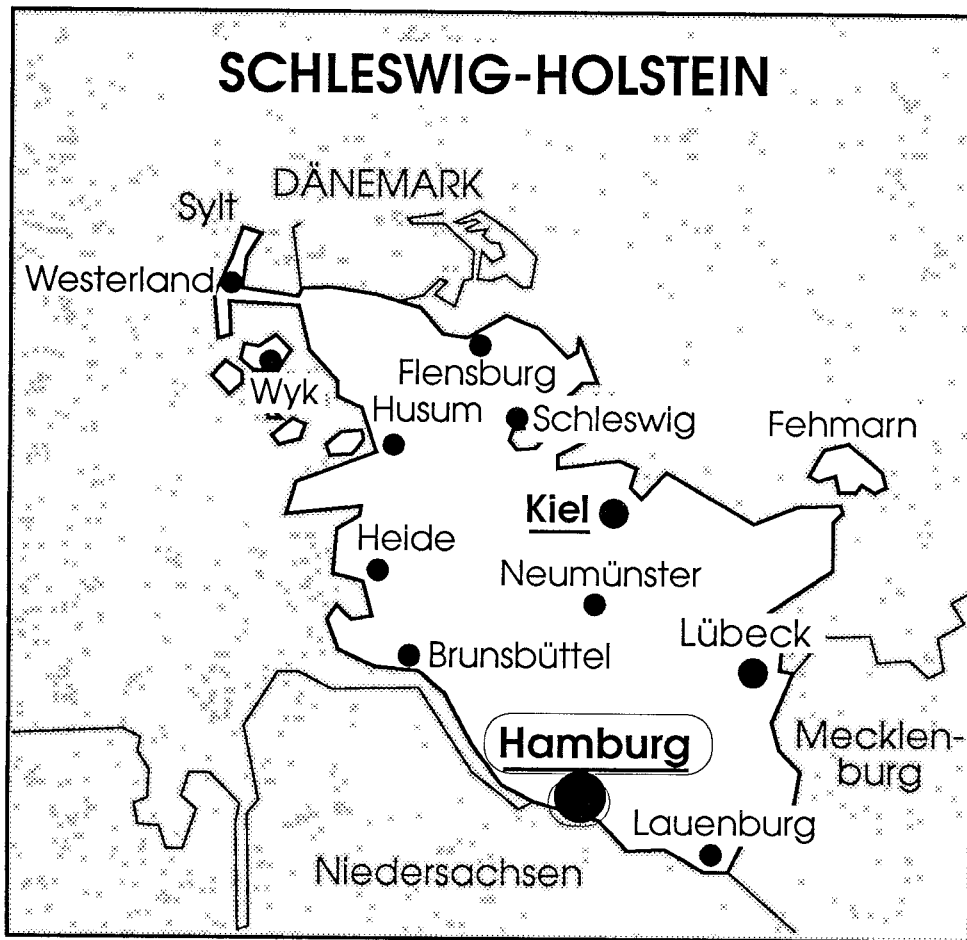 SCHLESWIG-HOLSTEIN
DÄNEMARK
Sylt
Westerland
Flensburg
Wyk
Husum
Schleswig
Fehmarn
Kiel
Heide
Neumünster
Lübeck
Brunsbüttel
Hamburg
Mecklen-
burg
Lauenburg
Niedersachsen